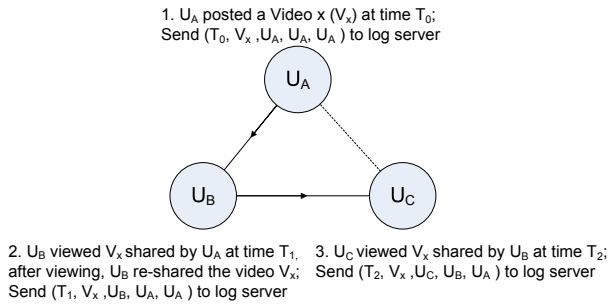 1. U_A posted a Video x (V_x) at time T_0;
Send (T_0, V_x ,U_A, U_A, U_A ) to log server
U_A
U_B
U_C
2. U_B viewed V_x shared by U_A at time T_1,
after viewing, U_B re-shared the video V_x;
Send (T_1, V_x ,U_B, U_A, U_A ) to log server
3. U_C viewed V_x shared by U_B at time T_2;
Send (T_2, V_x ,U_C, U_B, U_A ) to log server